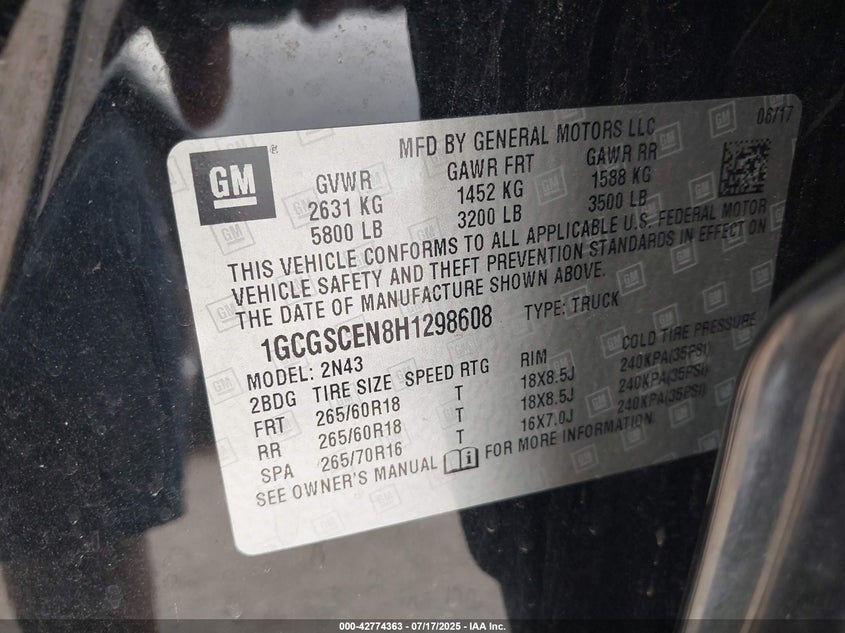 08/17
MFD BY GENERAL MOTORS LLC
GM ®
GVWR GAWR FRT GAWR RR
2631 KG 1452 KG 1588 KG
5800 LB 3200 LB 3500 LB
THIS VEHICLE CONFORMS TO ALL APPLICABLE U.S. FEDERAL MOTOR
VEHICLE SAFETY AND THEFT PREVENTION STANDARDS IN EFFECT ON
THE DATE OF MANUFACTURE SHOWN ABOVE.
1GCGSCEN8H1298608 TYPE: TRUCK
MODEL: 2N43
2BDG TIRE SIZE SPEED RTG RIM COLD TIRE PRESSURE
FRT 265/60R18 T 18X8.5J 240KPA(35PSI)
RR 265/60R18 T 18X8.5J 240KPA(35PSI)
SPA 265/70R16 T 16X7.0J 240KPA(35PSI)
SEE OWNER'S MANUAL FOR MORE INFORMATION.
000-42774363 - 07/17/2025 - IAA Inc.